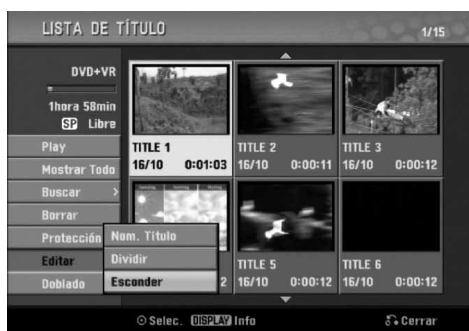 LISTA DE TÍTULO
1/15
DVD+VR
1hora 58min
SP Libre
Play
Mostrar Todo
Buscar >
Borrar
Protección
Editar
Doblado
Nom. Título
Dividir
Esconder
TITLE 1
16/10 0:01:03
TITLE 2
16/10 0:00:11
TITLE 3
16/10 0:00:12
2
TITLE 5
16/10 0:00:12
TITLE 6
16/10 0:00:12
Selec. DISPLAY Info
Cerrar